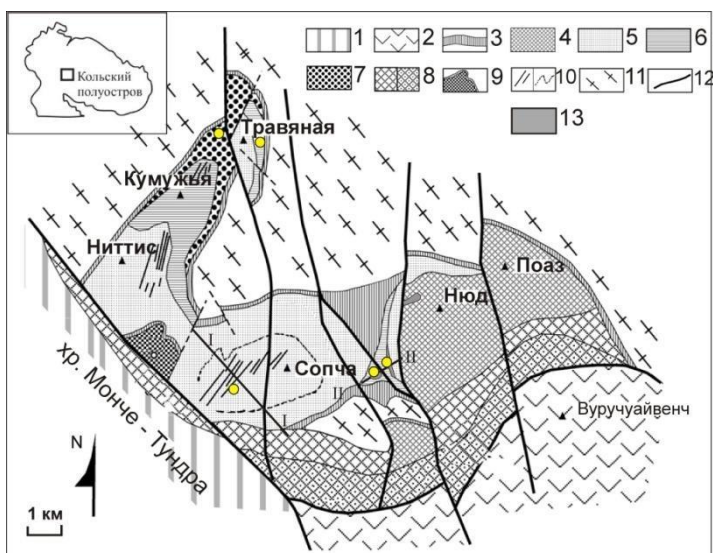 Кольский
полуостров
1 2 3 4 5 6
7 8 9 10 11 12
13
Травяная
Кумужья
Ниттис
Поаз
Нюд
I
II
Сопча
II
I
Вуручуайвенч
хр. Монче - Тундра
N
1 км